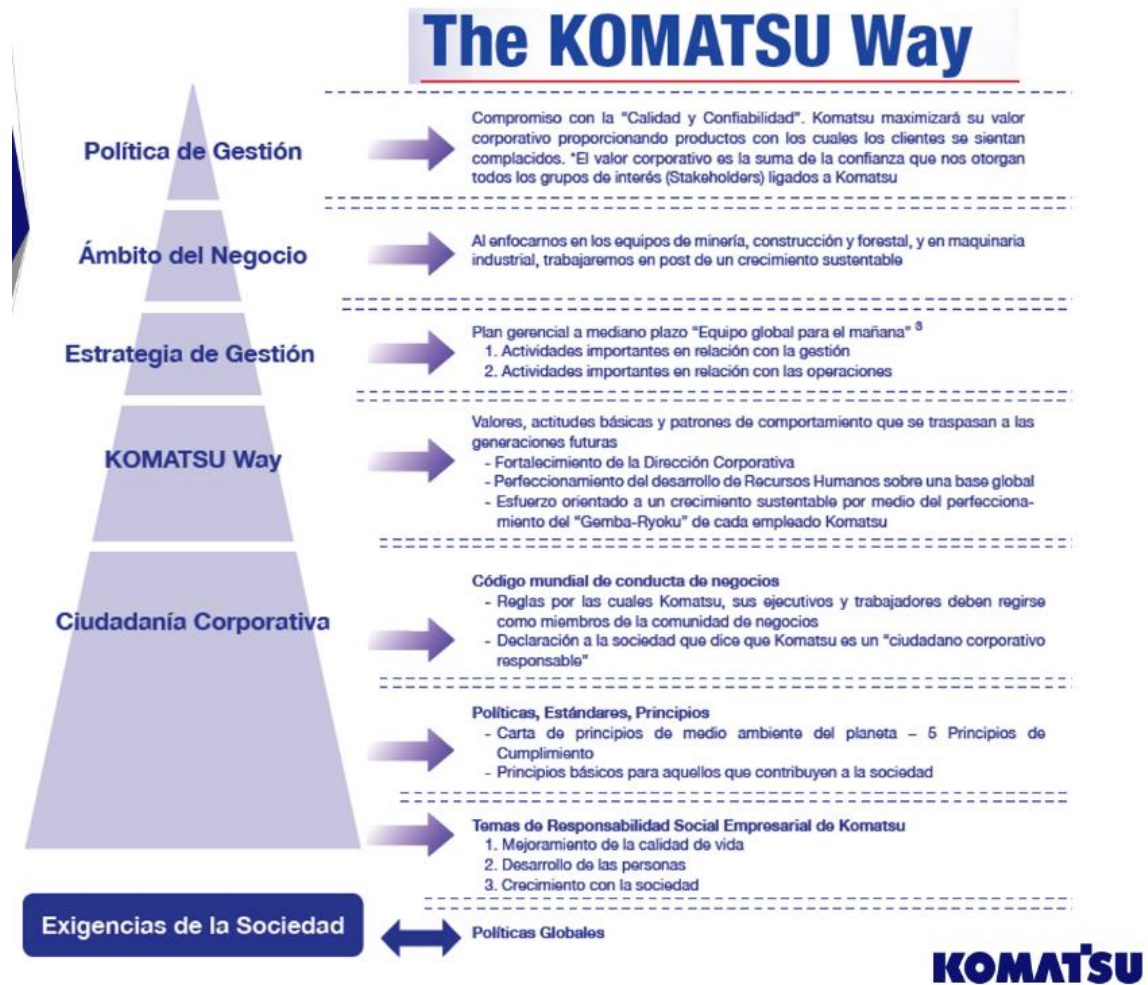 The KOMATSU Way
Política de Gestión
Compromiso con la "Calidad y Confiabilidad". Komatsu maximizará su valor
corporativo proporcionando productos con los cuales los clientes se sientan
complacidos. *El valor corporativo es la suma de la confianza que nos otorgan
todos los grupos de interés (Stakeholders) ligados a Komatsu
Ámbito del Negocio
Al enfocarnos en los equipos de minería, construcción y forestal, y en maquinaria
industrial, trabajaremos en post de un crecimiento sustentable
Estrategia de Gestión
Plan gerencial a mediano plazo "Equipo global para el mañana" 3
1. Actividades importantes en relación con la gestión
2. Actividades importantes en relación con las operaciones
KOMATSU Way
Valores, actitudes básicas y patrones de comportamiento que se traspasan a las
generaciones futuras
- Fortalecimiento de la Dirección Corporativa
- Perfeccionamiento del desarrollo de Recursos Humanos sobre una base global
- Esfuerzo orientado a un crecimiento sustentable por medio del perfecciona-
miento del "Gemba-Ryoku" de cada empleado Komatsu
Ciudadanía Corporativa
Código mundial de conducta de negocios
- Reglas por las cuales Komatsu, sus ejecutivos y trabajadores deben regirse
como miembros de la comunidad de negocios
- Declaración a la sociedad que dice que Komatsu es un "ciudadano corporativo
responsable"
Políticas, Estándares, Principios
- Carta de principios de medio ambiente del planeta – 5 Principios de
Cumplimiento
- Principios básicos para aquellos que contribuyen a la sociedad
Temas de Responsabilidad Social Empresarial de Komatsu
1. Mejoramiento de la calidad de vida
2. Desarrollo de las personas
3. Crecimiento con la sociedad
Exigencias de la Sociedad
Políticas Globales
KOMATSU